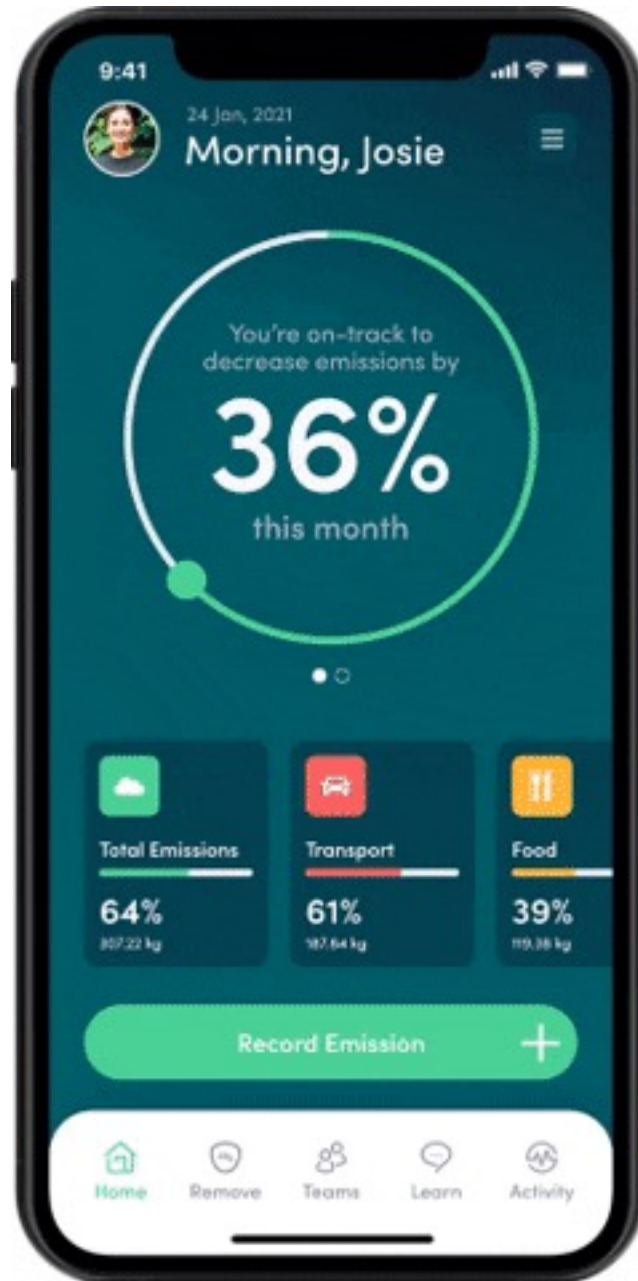 9:41
24 Jan, 2021
Morning, Josie
You're on-track to
decrease emissions by
36%
this month
Total Emissions
64%
307.22 kg
Transport
61%
187.84 kg
Food
39%
119.38 kg
Record Emission
Home
Remove
Teams
Learn
Activity